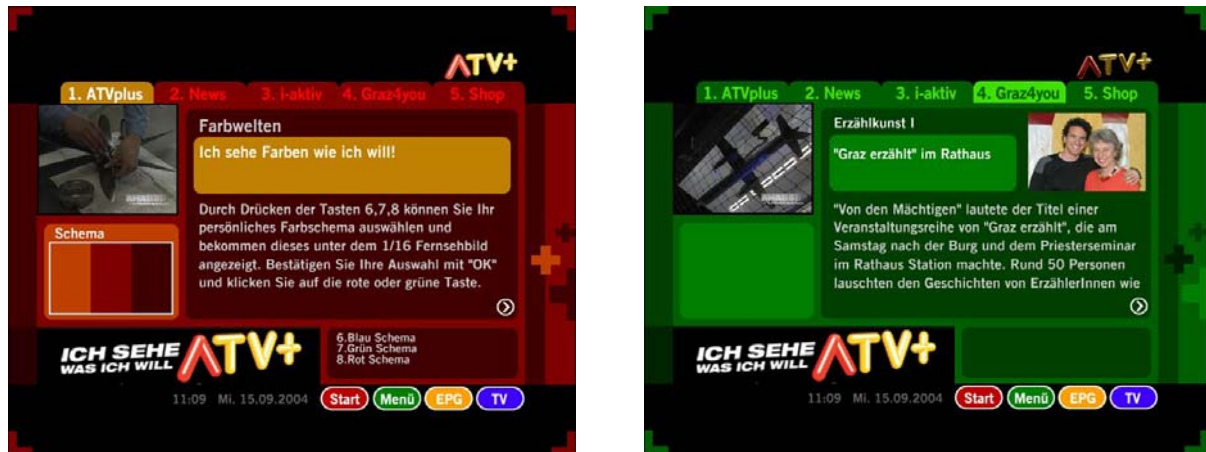 ATV+
1. ATVplus 2. News 3. i-aktiv 4. Graz4you 5. Shop
Farbwelten
Ich sehe Farben wie ich will!
Durch Drücken der Tasten 6,7,8 können Sie Ihr
persönliches Farbschema auswählen und
bekommen dieses unter dem 1/16 Fernsehbild
angezeigt. Bestätigen Sie Ihre Auswahl mit "OK"
und klicken Sie auf die rote oder grüne Taste.
Schema
ICH SEHE
WAS ICH WILL
ATV+
6.Blau Schema
7.Grün Schema
8.Rot Schema
11:09 Mi. 15.09.2004 Start Menü EPG TV
ATV+
1. ATVplus 2. News 3. i-aktiv 4. Graz4you 5. Shop
Erzählkunst I
"Graz erzählt" im Rathaus
"Von den Mächtigen" lautete der Titel einer
Veranstaltungsreihe von "Graz erzählt", die am
Samstag nach der Burg und dem Priesterseminar
im Rathaus Station machte. Rund 50 Personen
lauschten den Geschichten von ErzählerInnen wie
ICH SEHE
WAS ICH WILL
ATV+
11:09 Mi. 15.09.2004 Start Menü EPG TV